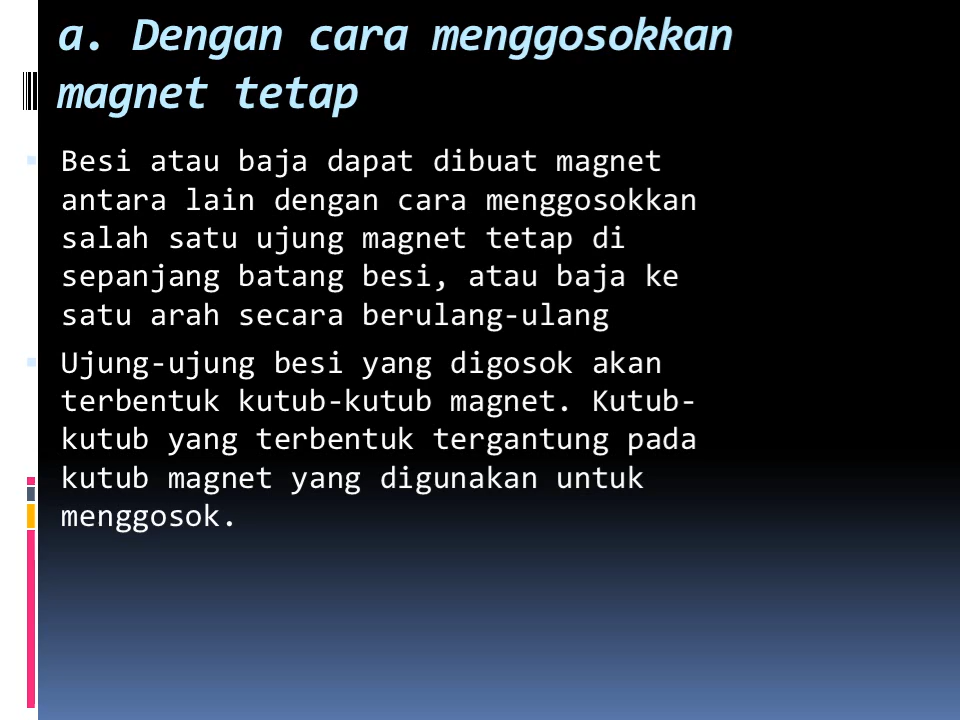 a. Dengan cara menggosokkan
magnet tetap
Besi atau baja dapat dibuat magnet
antara lain dengan cara menggosokkan
salah satu ujung magnet tetap di
sepanjang batang besi, atau baja ke
satu arah secara berulang-ulang
Ujung-ujung besi yang digosok akan
terbentuk kutub-kutub magnet. Kutub-
kutub yang terbentuk tergantung pada
kutub magnet yang digunakan untuk
menggosok.